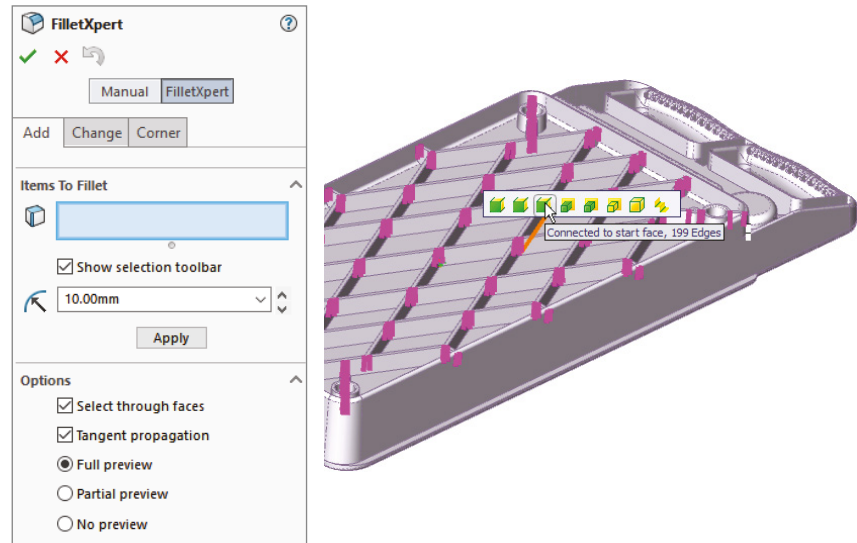 FilletXpert
Manual FilletXpert
Add Change Corner
Items To Fillet
Show selection toolbar
10.00mm
Apply
Options
Select through faces
Tangent propagation
Full preview
Partial preview
No preview
Connected to start face, 199 Edges